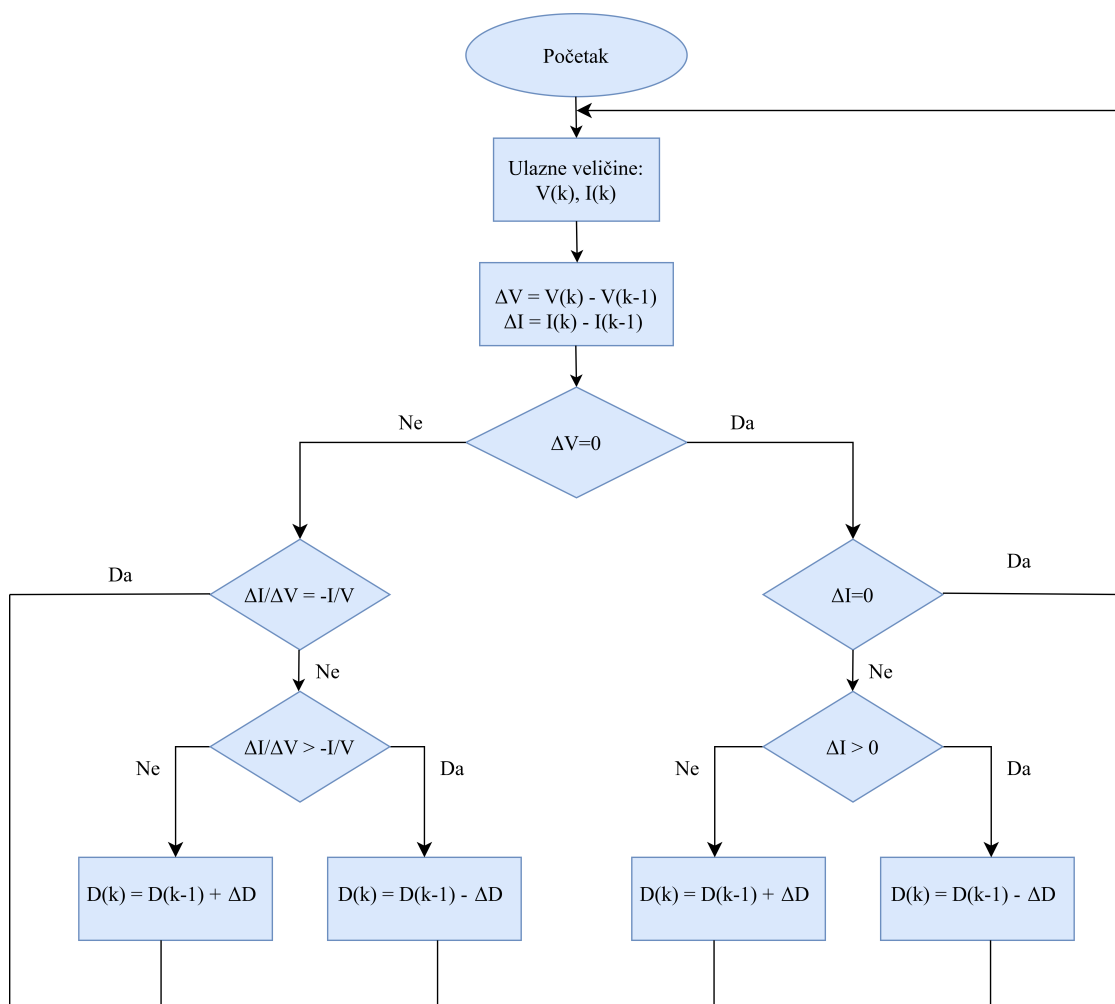 Početak
Ulazne veličine:
V(k), I(k)
ΔV = V(k) - V(k-1)
ΔI = I(k) - I(k-1)
Ne
Da
ΔV=0
Da
ΔI/ΔV = -I/V
ΔI=0
Da
Ne
Ne
ΔI/ΔV > -I/V
ΔI > 0
Ne
Da
Ne
Da
D(k) = D(k-1) + ΔD
D(k) = D(k-1) - ΔD
D(k) = D(k-1) + ΔD
D(k) = D(k-1) - ΔD